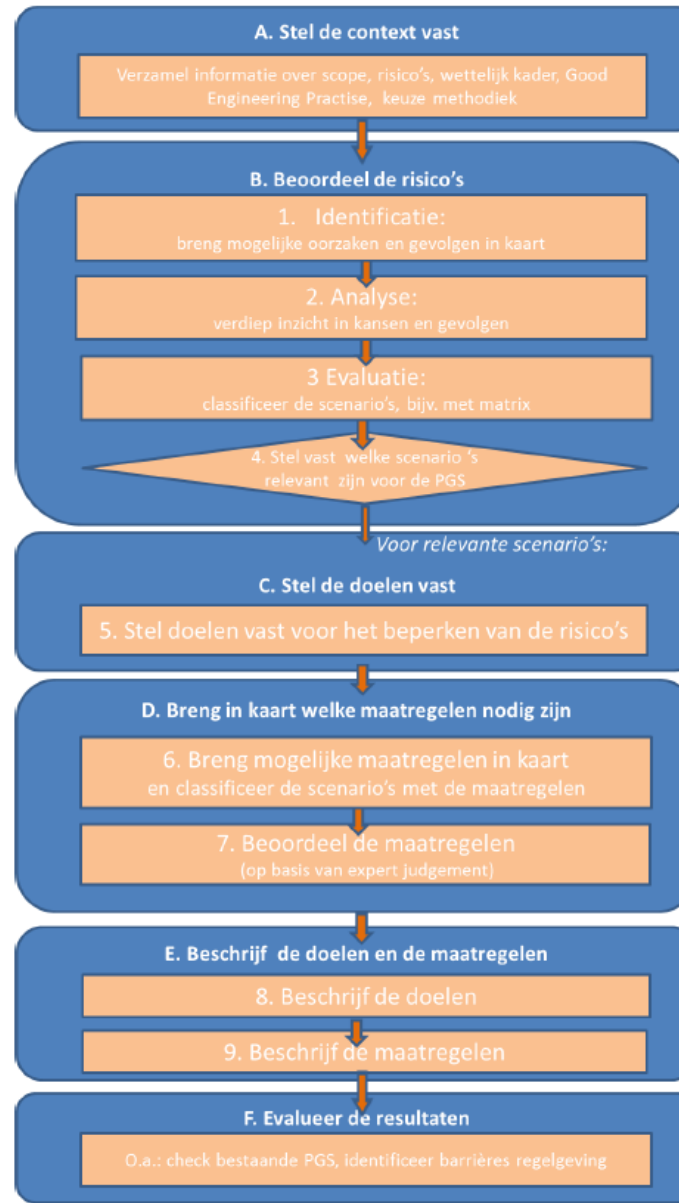 A. Stel de context vast
Verzamel informatie over scope, risico's, wettelijk kader, Good
Engineering Practise, keuze methodiek
B. Beoordeel de risico's
1. Identificatie:
breng mogelijke oorzaken en gevolgen in kaart
2. Analyse:
verdiep inzicht in kansen en gevolgen
3 Evaluatie:
classificeer de scenario's, bijv. met matrix
4. Stel vast welke scenario 's
relevant zijn voor de PGS
Voor relevante scenario's:
C. Stel de doelen vast
5. Stel doelen vast voor het beperken van de risico's
D. Breng in kaart welke maatregelen nodig zijn
6. Breng mogelijke maatregelen in kaart
en classificeer de scenario's met de maatregelen
7. Beoordeel de maatregelen
(op basis van expert judgement)
E. Beschrijf de doelen en de maatregelen
8. Beschrijf de doelen
9. Beschrijf de maatregelen
F. Evalueer de resultaten
O.a.: check bestaande PGS, identificeer barrières regelgeving